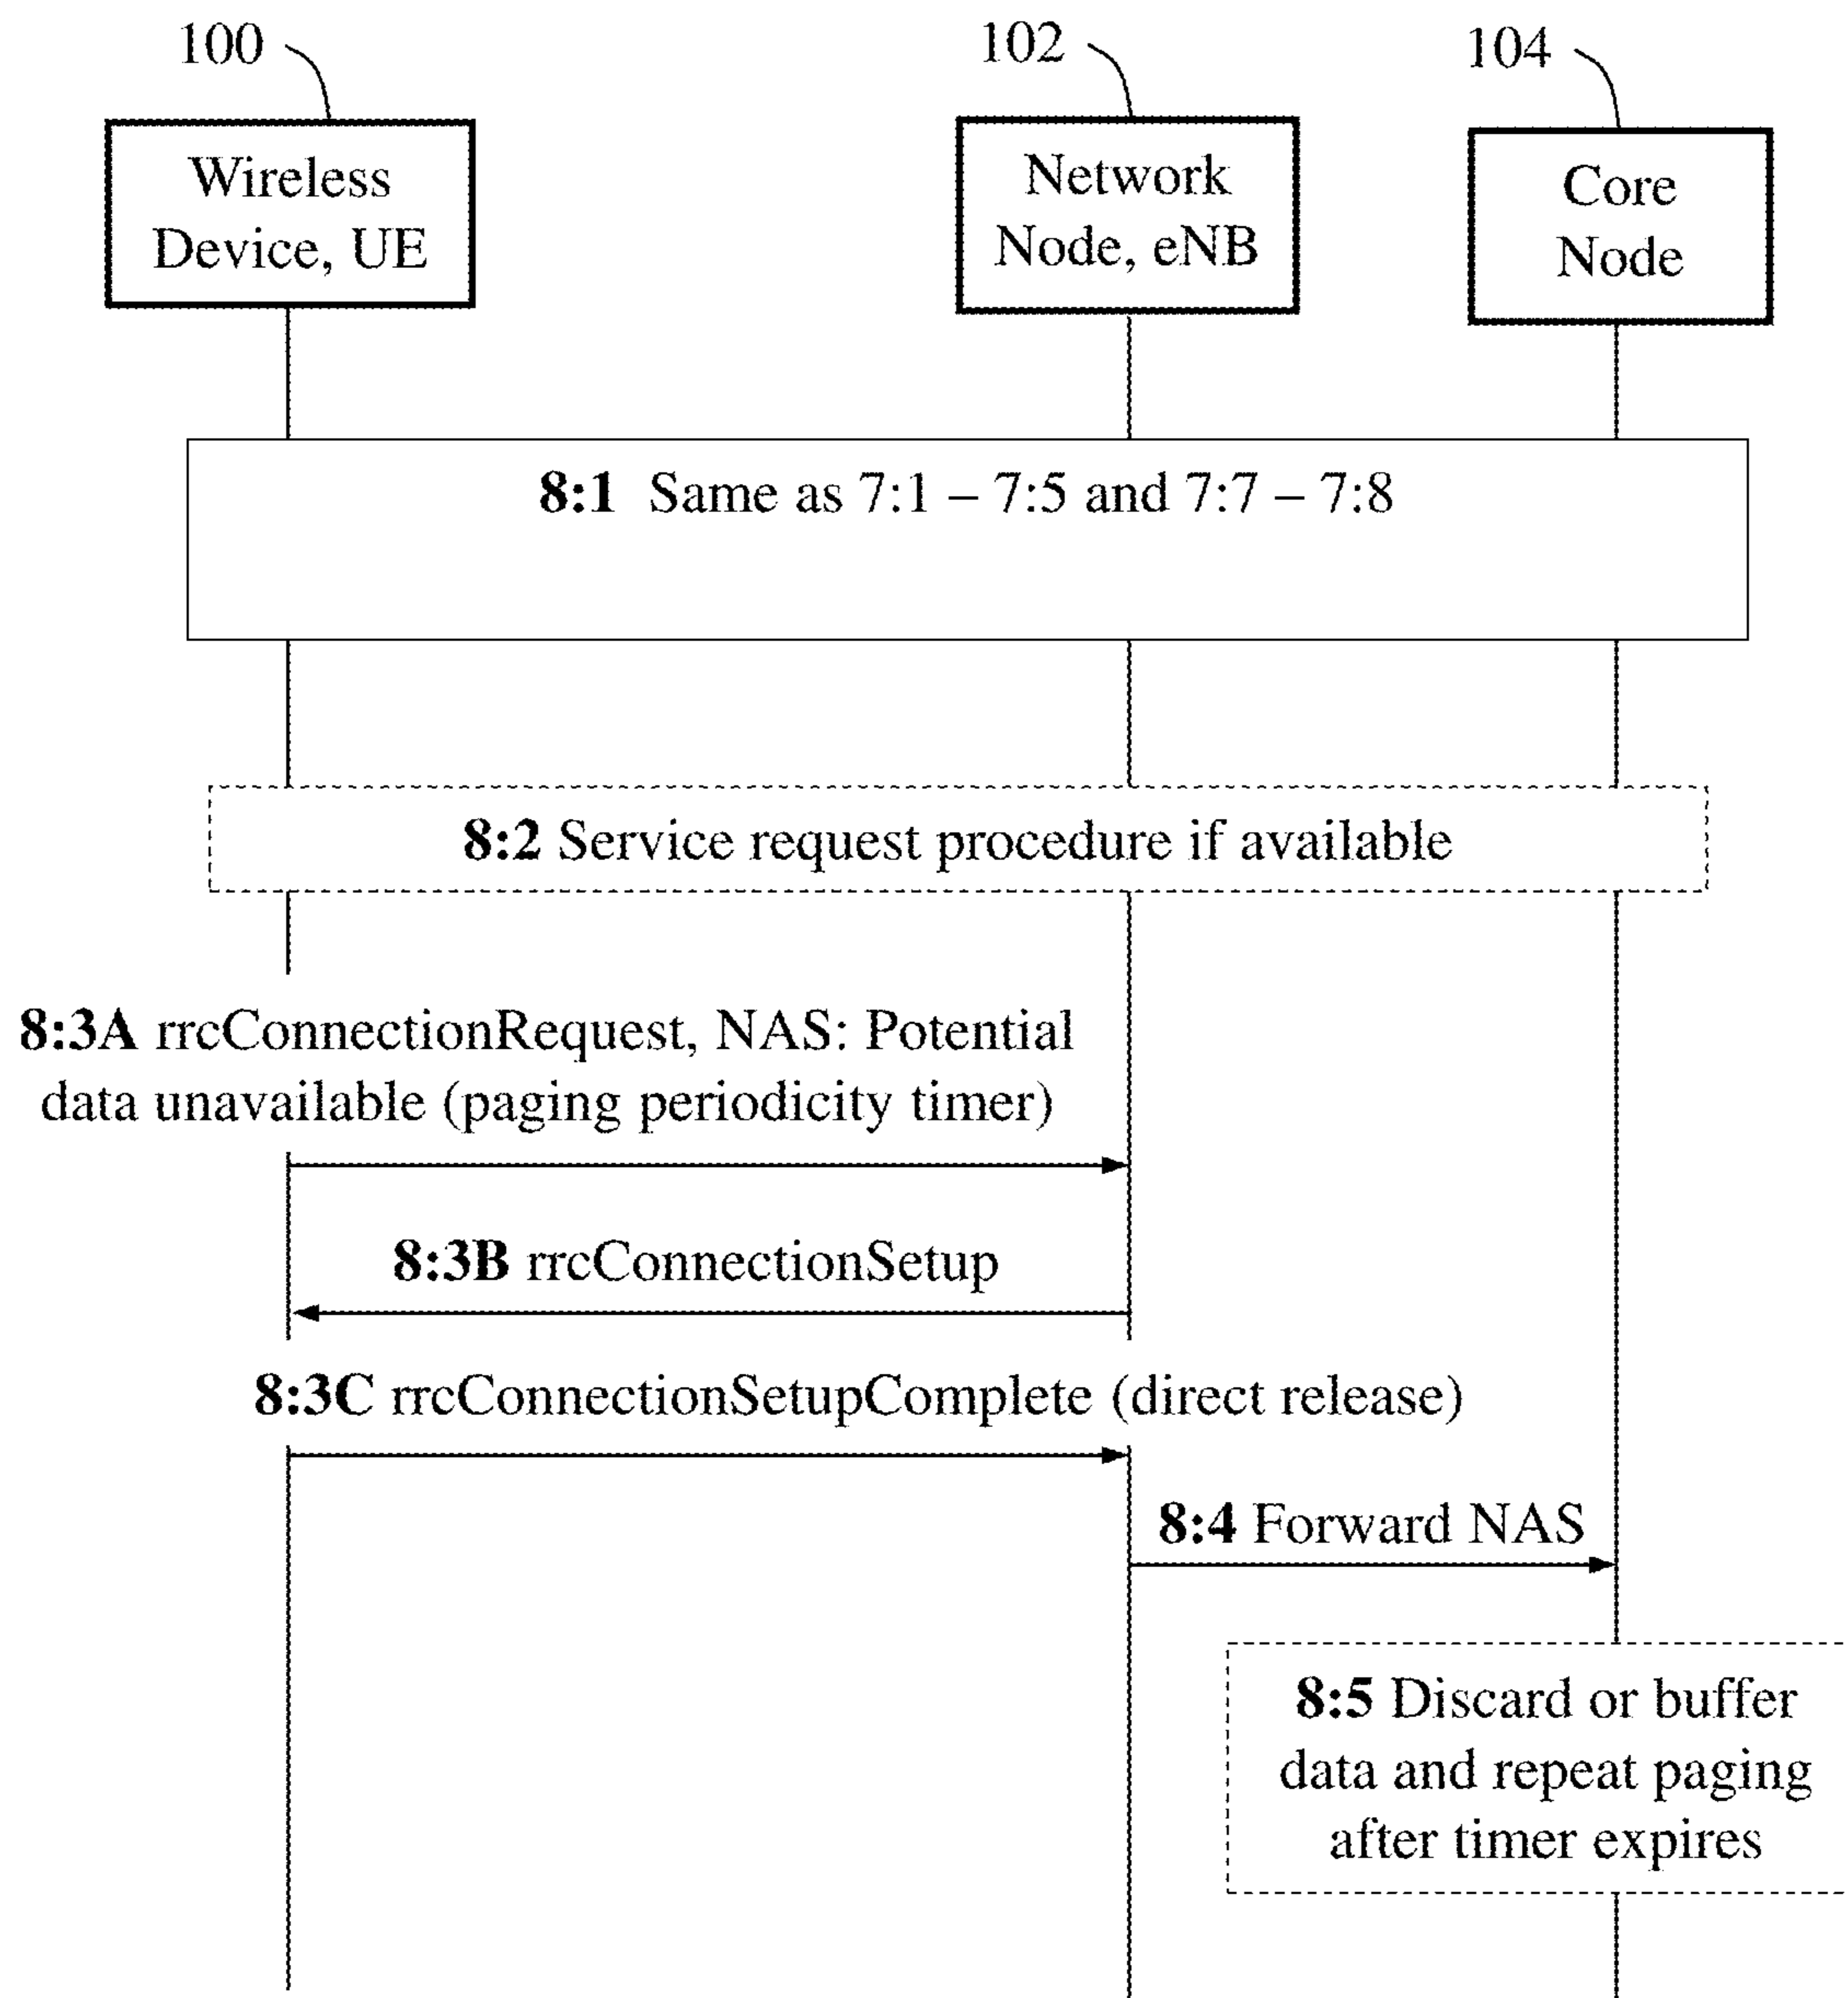 100
102
104
Wireless
Device, UE
Network
Node, eNB
Core
Node
8:1 Same as 7:1 – 7:5 and 7:7 – 7:8
8:2 Service request procedure if available
8:3A rrcConnectionRequest, NAS: Potential
data unavailable (paging periodicity timer)
8:3B rrcConnectionSetup
8:3C rrcConnectionSetupComplete (direct release)
8:4 Forward NAS
8:5 Discard or buffer
data and repeat paging
after timer expires